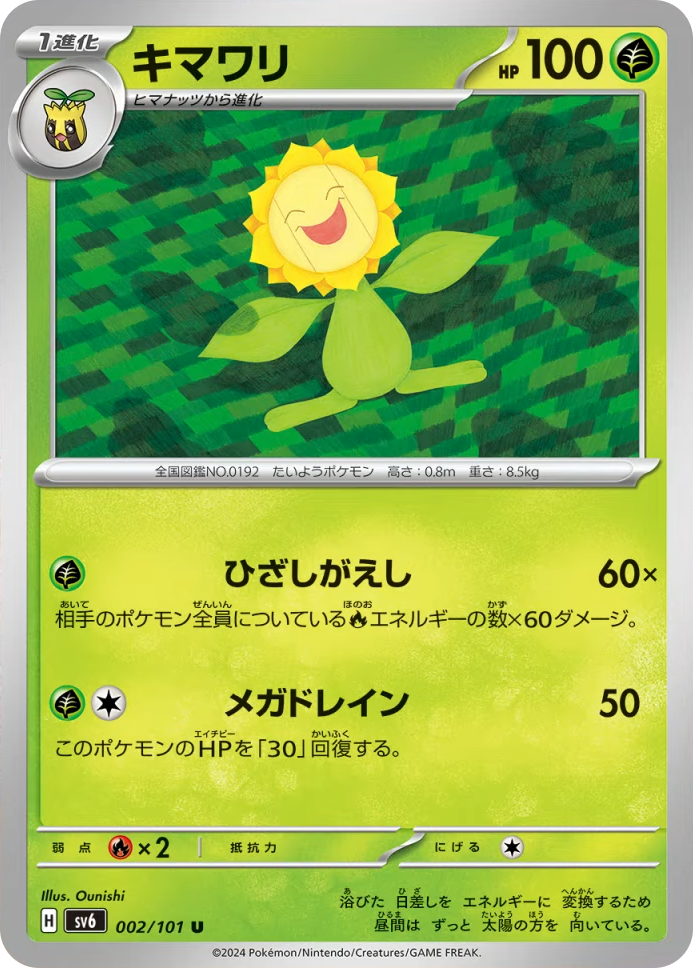 1進化
キマワリ
HP 100
ヒマナッツから進化
全国図鑑NO.0192 たいようポケモン 高さ:0.8m 重さ:8.5kg
ひざしがえし 60×
相手のポケモン全員についているエネルギーの数×60ダメージ。
メガドレイン 50
このポケモンのHPを「30」回復する。
弱点 ×2 抵抗力 にげる
Illus. Ounishi
浴びた 日差しを エネルギーに 変換するため
昼間は ずっと 太陽の方を 向いている。
H sv6 002/101 U
©2024 Pokémon/Nintendo/Creatures/GAME FREAK.